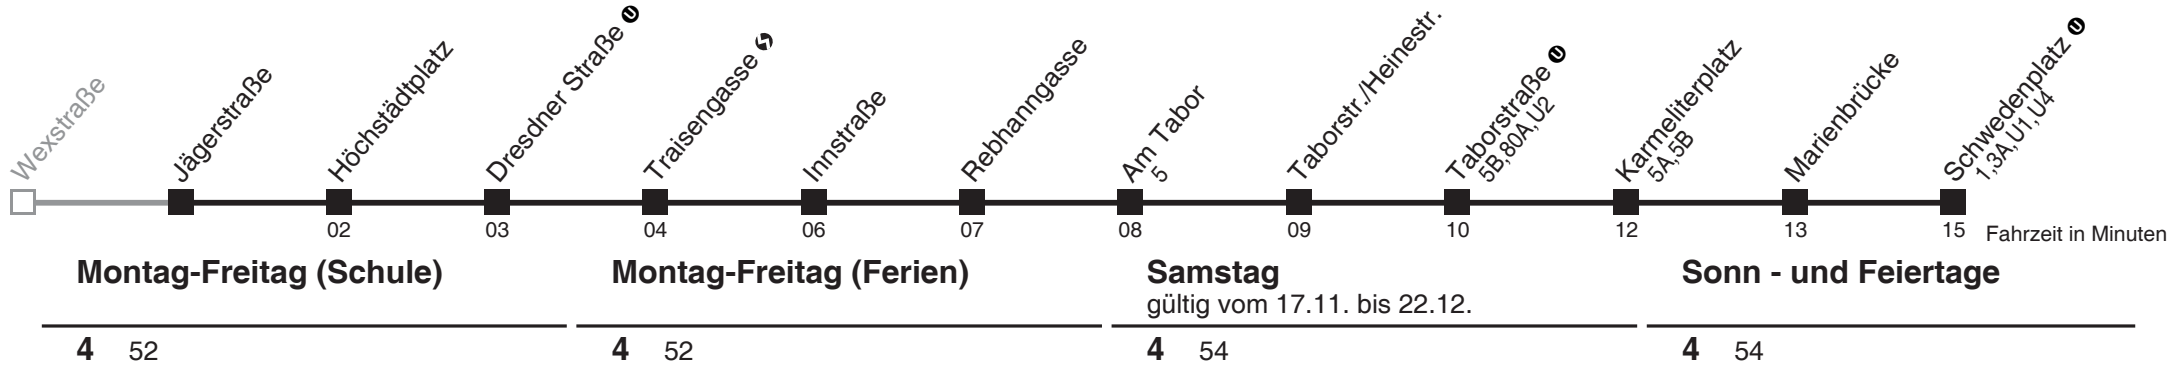 Wexstraße
Jägerstraße
Höchstädtplatz
Dresdner Straße U
Traisengasse
Innstraße
Rebhanngasse
Am Tabor
5
Taborstr./Heinestr.
Taborstraße U
5B,80A,U2
Karmeliterplatz
5A,5B
Marienbrücke
Schwedenplatz U
1,3A,U1,U4
02 03 04 06 07 08 09 10 12 13 15 Fahrzeit in Minuten
Montag-Freitag (Schule)
4 52
Montag-Freitag (Ferien)
4 52
Samstag
gültig vom 17.11. bis 22.12.
4 54
Sonn - und Feiertage
4 54